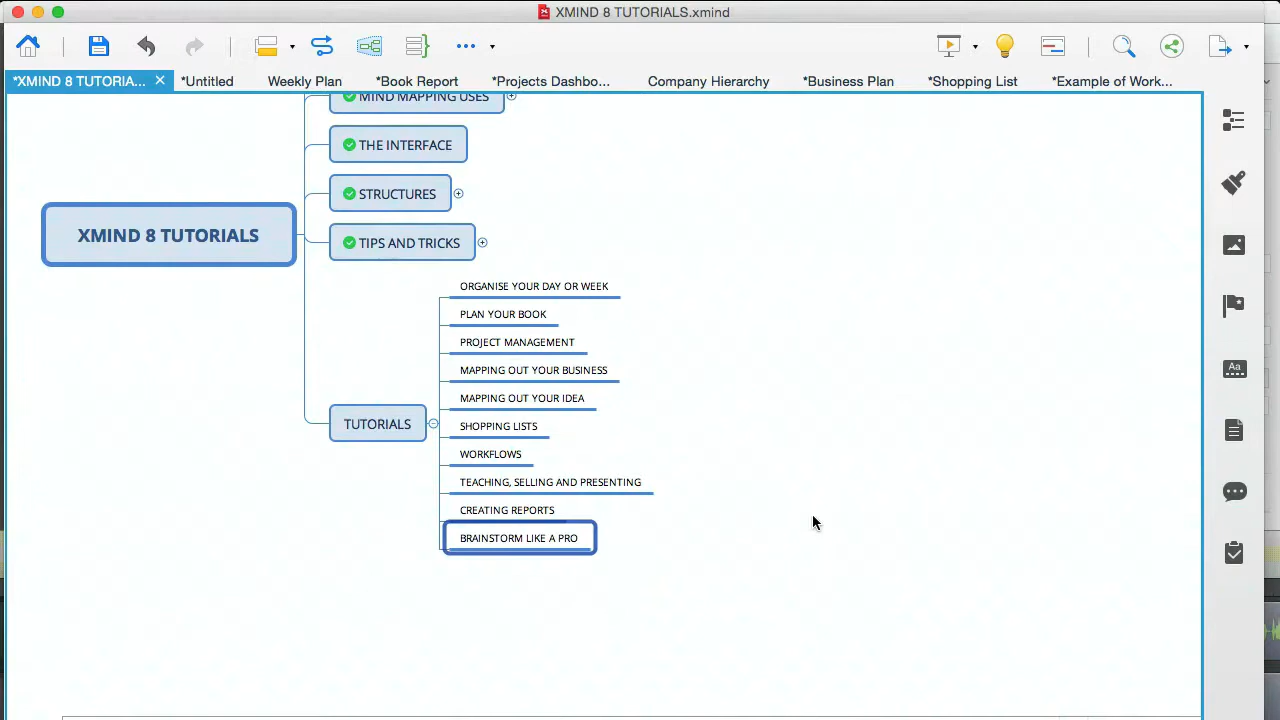 XMIND 8 TUTORIALS.xmind
*XMIND 8 TUTORIA...
*Untitled
Weekly Plan
*Book Report
*Projects Dashbo...
Company Hierarchy
*Business Plan
*Shopping List
*Example of Work...
MIND MAPPING USES
THE INTERFACE
STRUCTURES
XMIND 8 TUTORIALS
TIPS AND TRICKS
TUTORIALS
ORGANISE YOUR DAY OR WEEK
PLAN YOUR BOOK
PROJECT MANAGEMENT
MAPPING OUT YOUR BUSINESS
MAPPING OUT YOUR IDEA
SHOPPING LISTS
WORKFLOWS
TEACHING, SELLING AND PRESENTING
CREATING REPORTS
BRAINSTORM LIKE A PRO
Aa